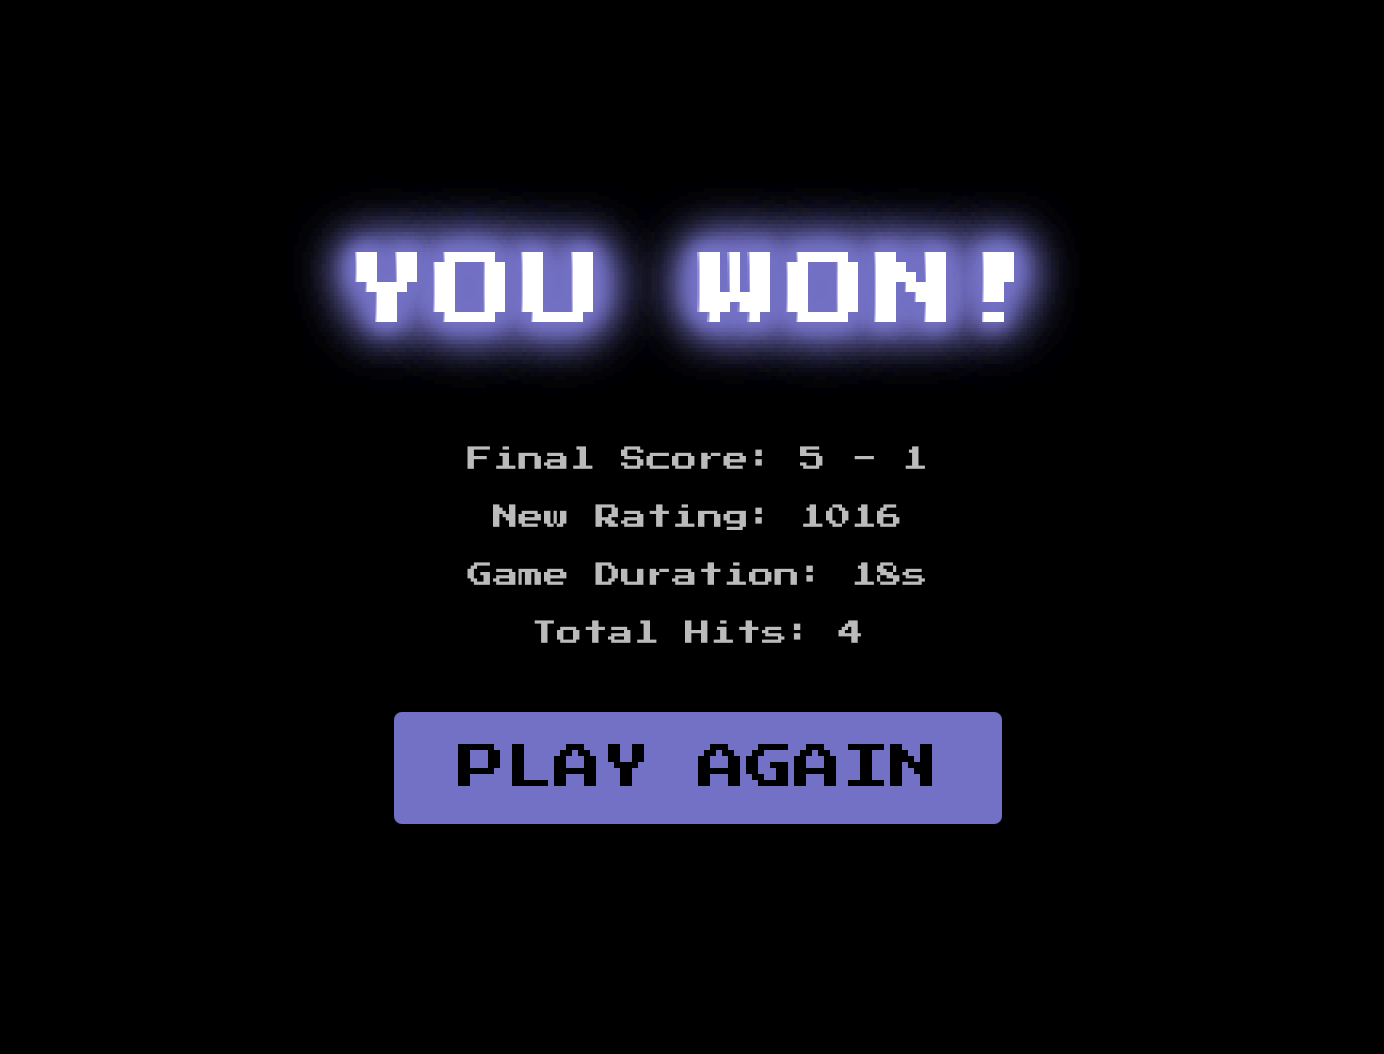 YOU WON!
Final Score: 5 - 1
New Rating: 1016
Game Duration: 18s
Total Hits: 4
PLAY AGAIN